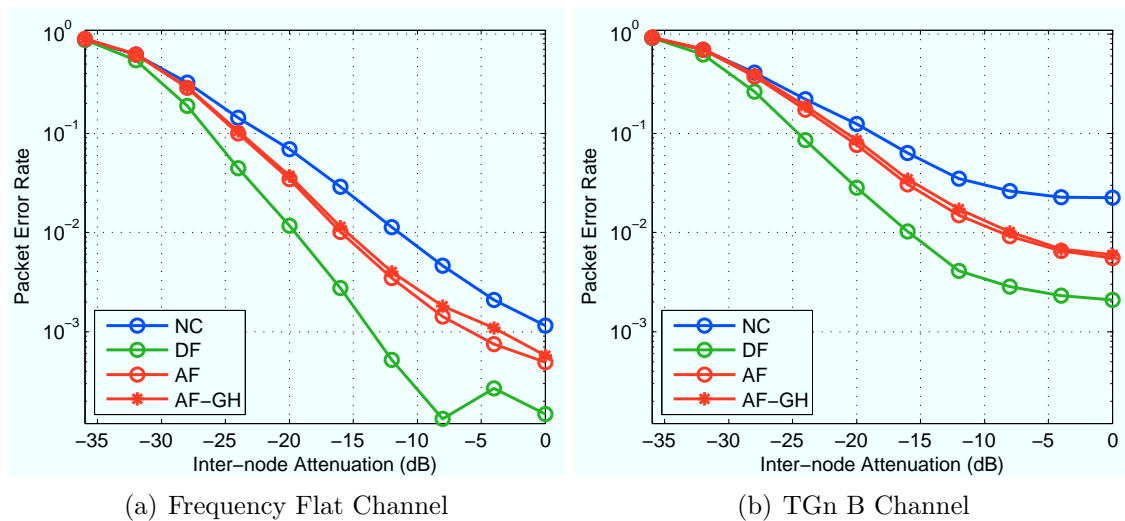 10^0
10^-1
10^-2
10^-3
Packet Error Rate
−35 −30 −25 −20 −15 −10 −5 0
Inter−node Attenuation (dB)
NC
DF
AF
AF−GH
(a) Frequency Flat Channel
10^0
10^-1
10^-2
10^-3
Packet Error Rate
−35 −30 −25 −20 −15 −10 −5 0
Inter−node Attenuation (dB)
NC
DF
AF
AF−GH
(b) TGn B Channel